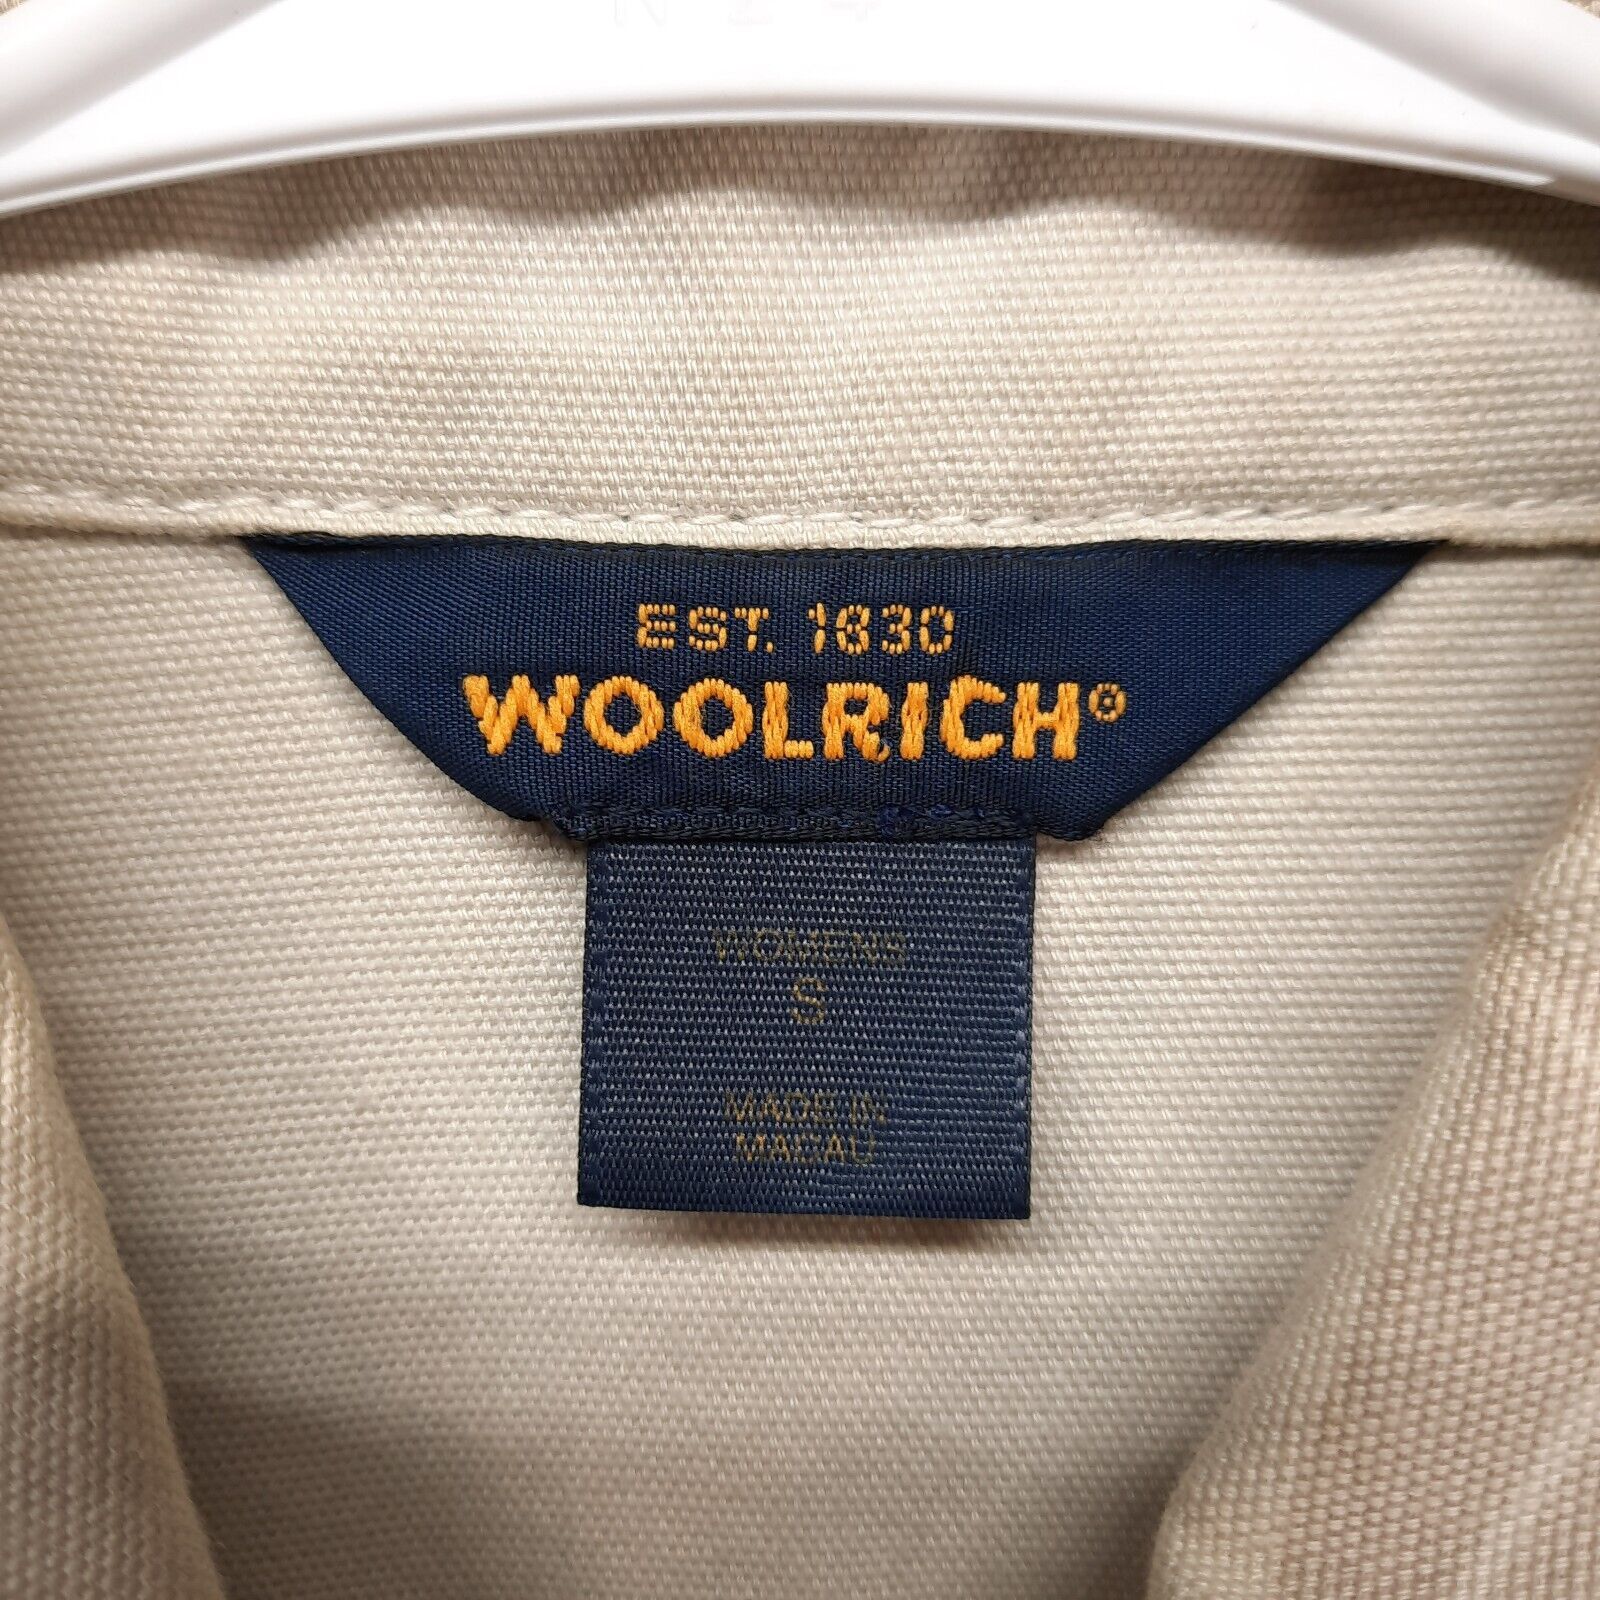 EST. 1830
WOOLRICH®
WOMENS
S
MADE IN
MACAU